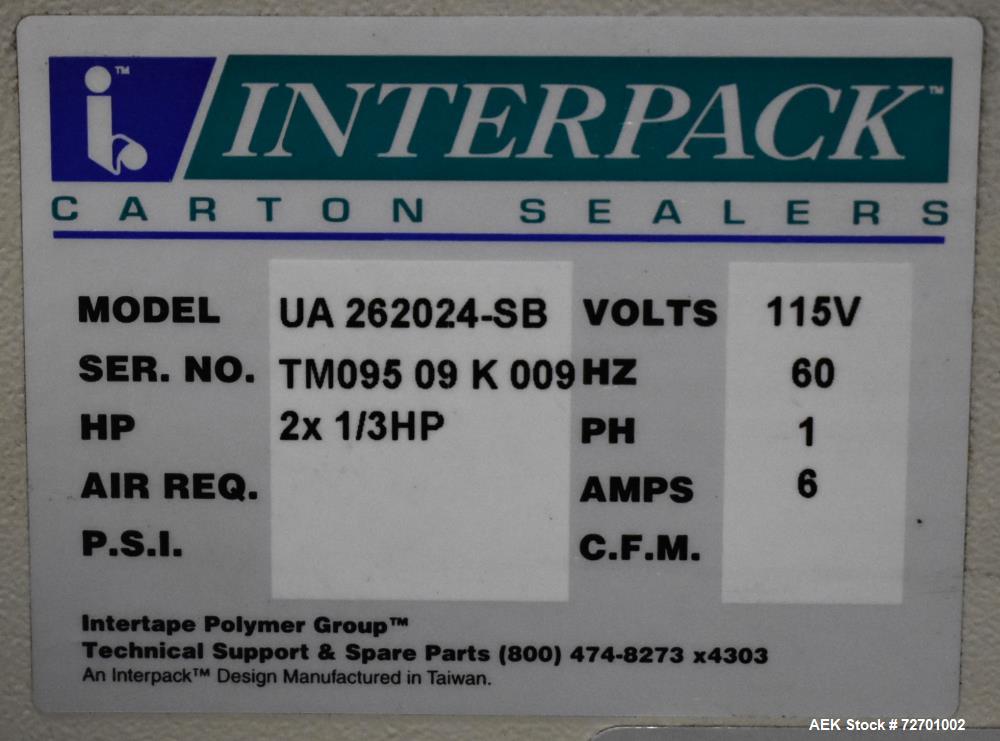 INTERPACK™
CARTON SEALERS
MODEL UA 262024-SB VOLTS 115V
SER. NO. TM095 09 K 009 HZ 60
HP 2x 1/3HP PH 1
AIR REQ. AMPS 6
P.S.I. C.F.M.
Intertape Polymer Group™
Technical Support & Spare Parts (800) 474-8273 x4303
An Interpack™ Design Manufactured in Taiwan.
AEK Stock # 72701002